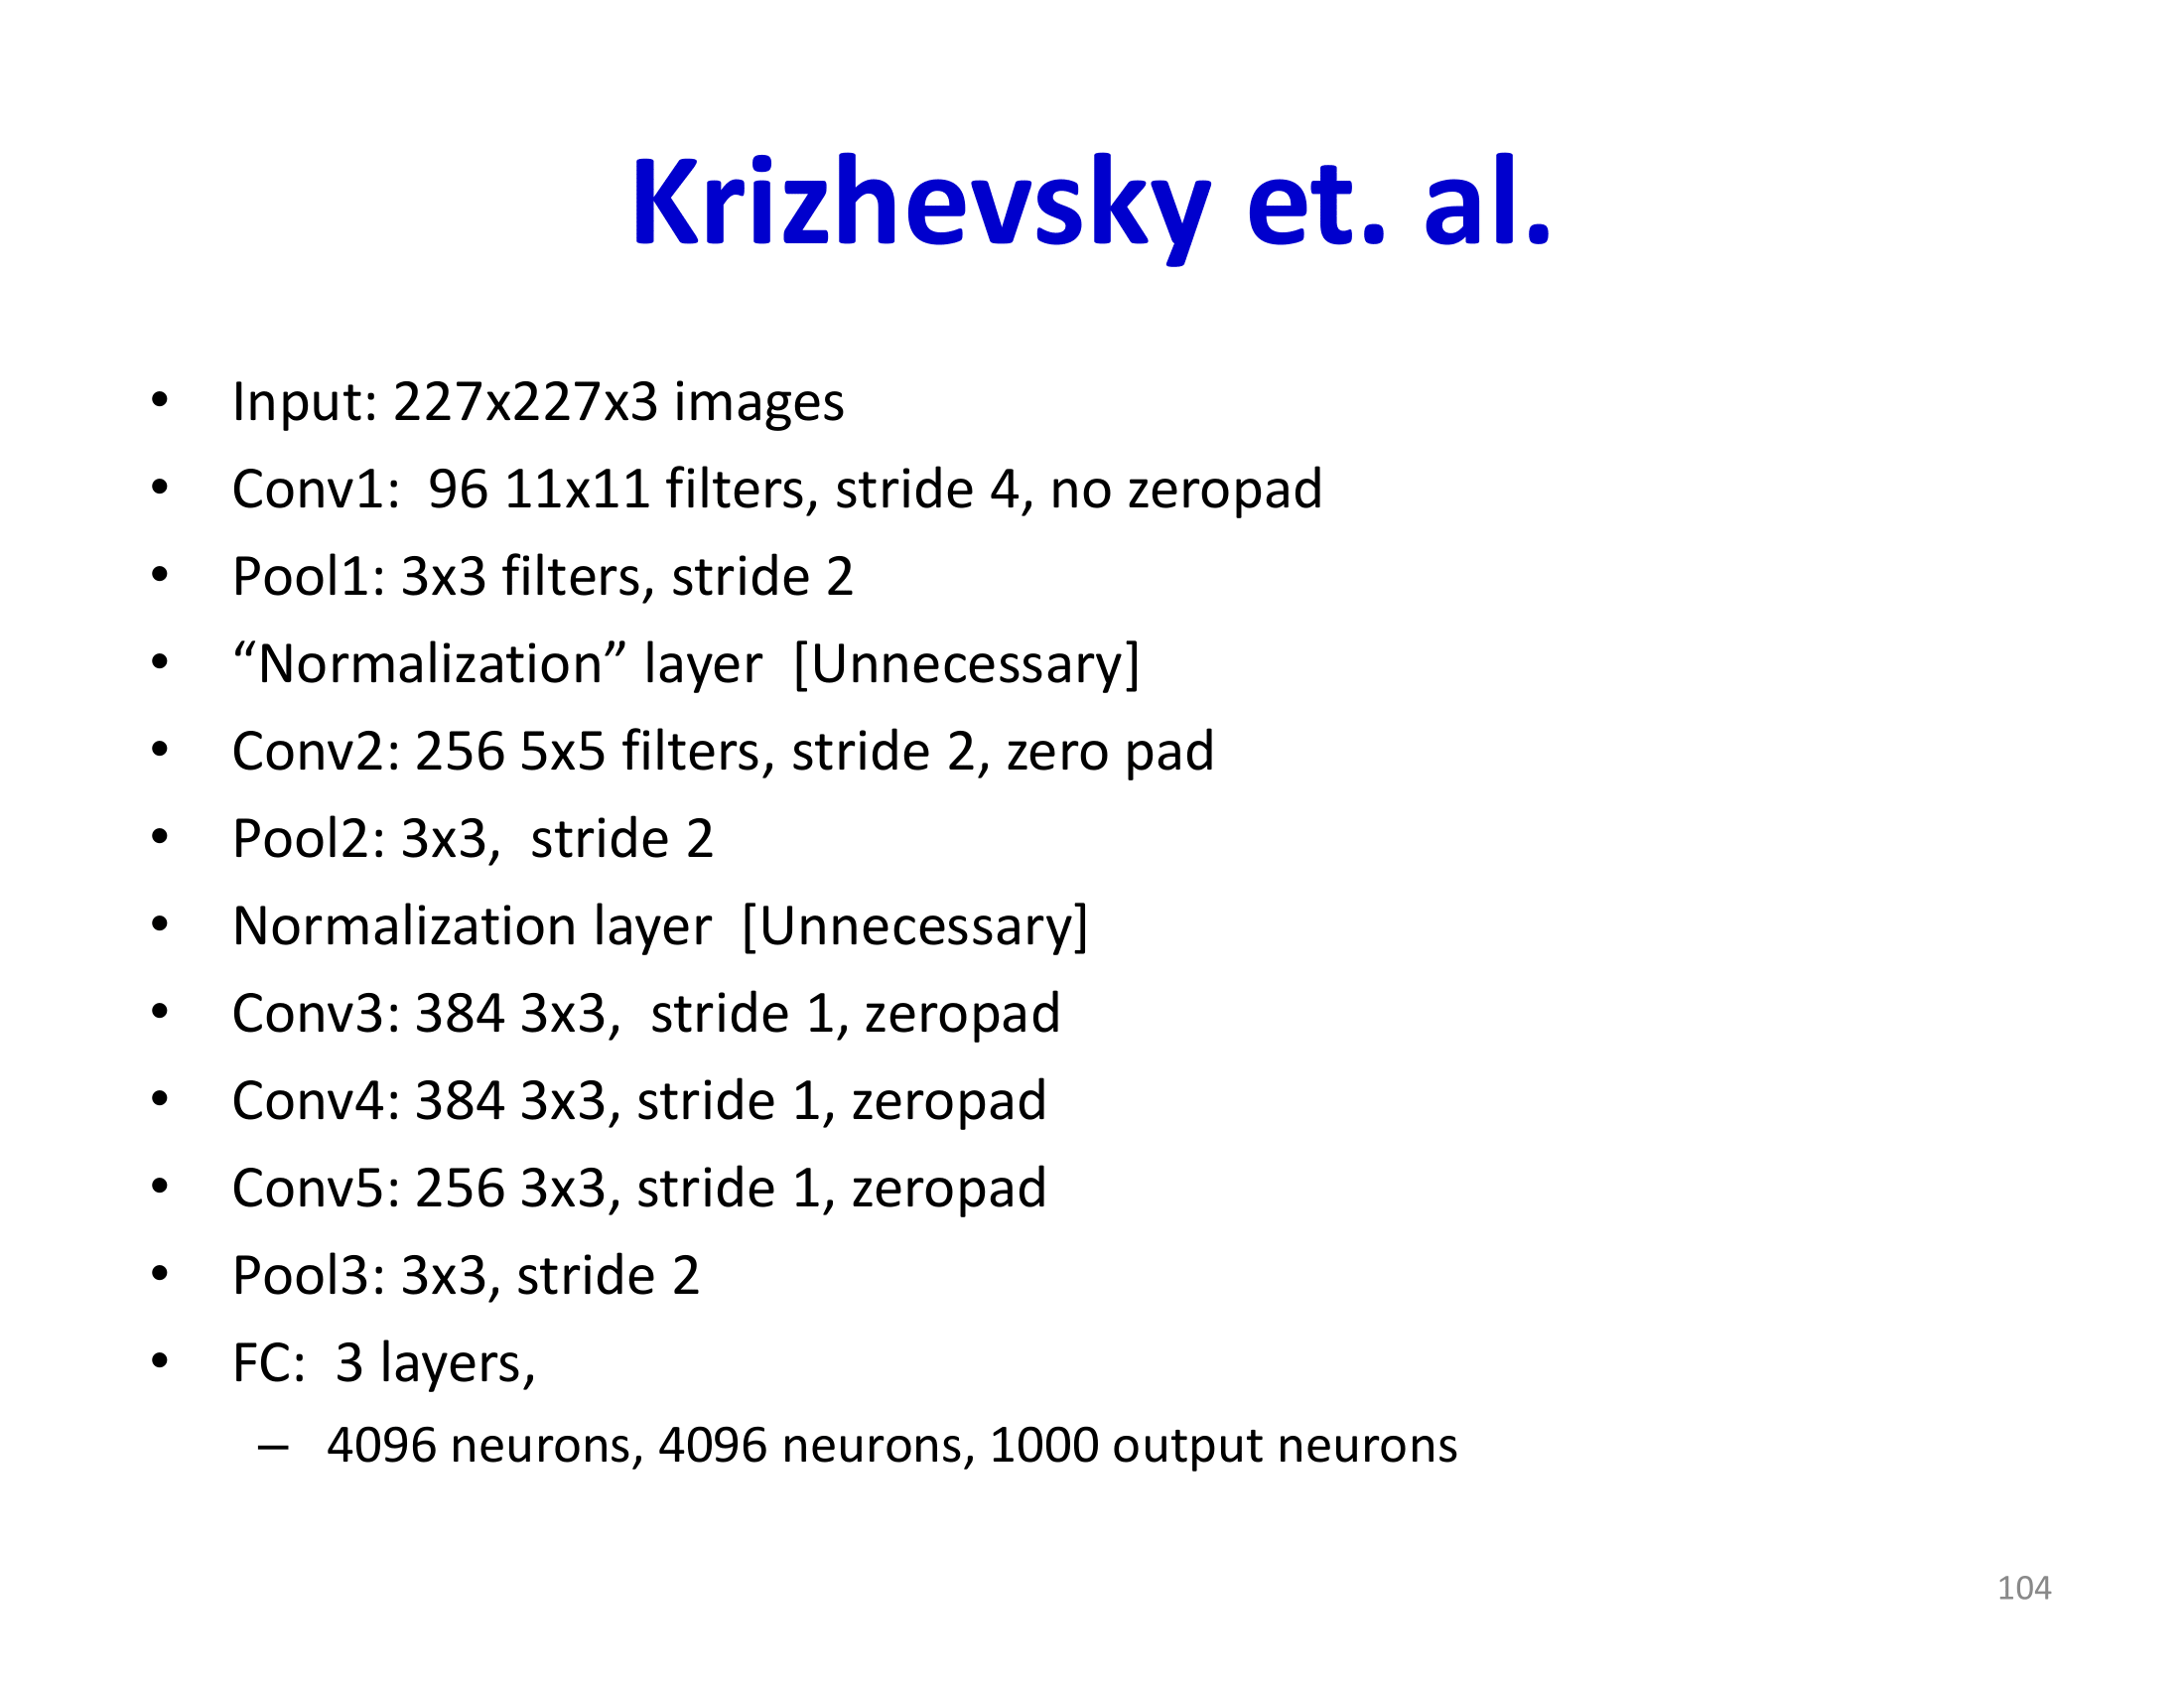 Krizhevsky et. al.
• Input: 227x227x3 images
• Conv1:  96 11x11 filters, stride 4, no zeropad
• Pool1: 3x3 filters, stride 2
• “Normalization” layer  [Unnecessary]
• Conv2: 256 5x5 filters, stride 2, zero pad
• Pool2: 3x3,  stride 2
• Normalization layer  [Unnecessary]
• Conv3: 384 3x3,  stride 1, zeropad
• Conv4: 384 3x3, stride 1, zeropad
• Conv5: 256 3x3, stride 1, zeropad
• Pool3: 3x3, stride 2
• FC:  3 layers,
– 4096 neurons, 4096 neurons, 1000 output neurons
104